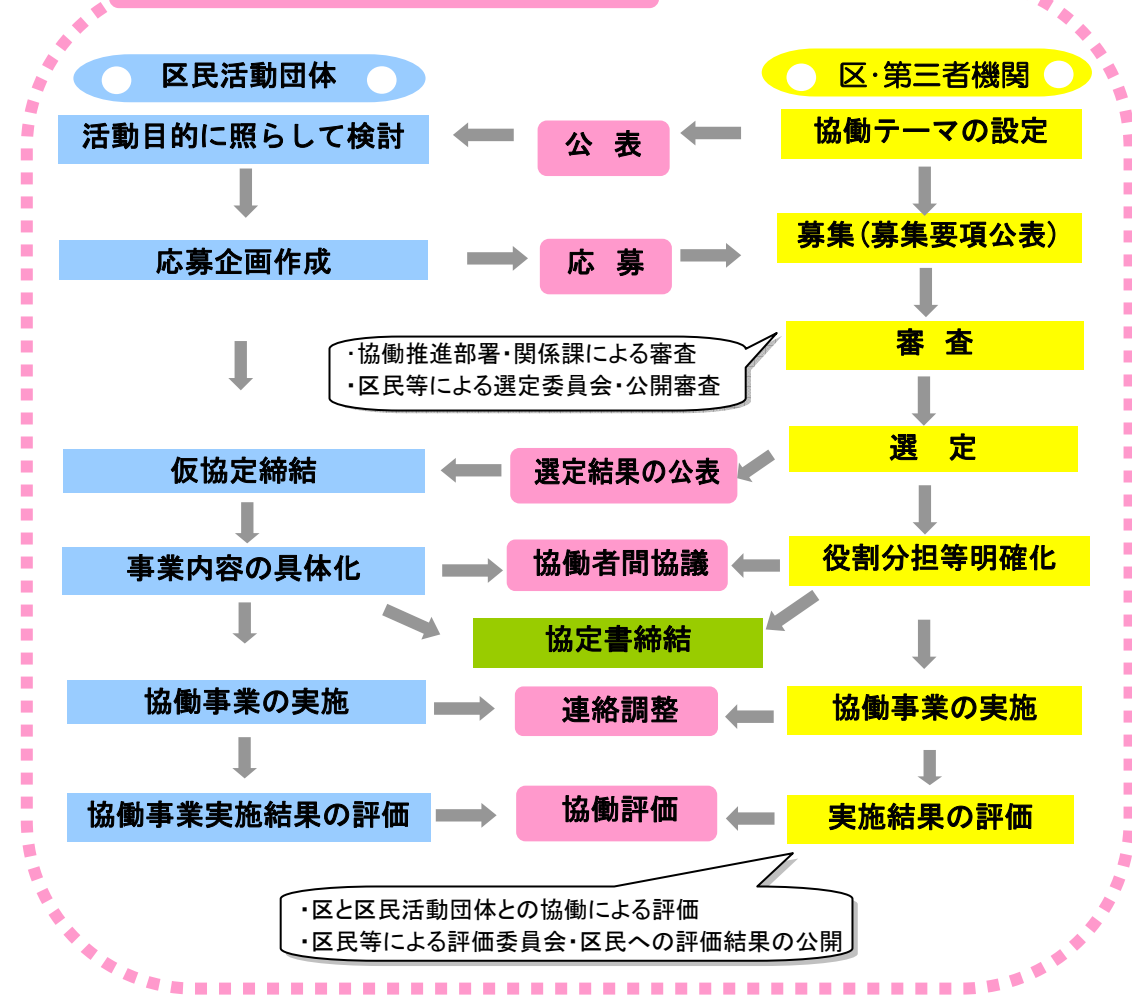 区民活動団体
区・第三者機関
活動目的に照らして検討
公 表
協働テーマの設定
応募企画作成
応 募
募集（募集要項公表）
・協働推進部署・関係課による審査
・区民等による選定委員会・公開審査
審 査
選 定
仮協定締結
選定結果の公表
事業内容の具体化
協働者間協議
役割分担等明確化
協定書締結
協働事業の実施
連絡調整
協働事業の実施
協働事業実施結果の評価
協働評価
実施結果の評価
・区と区民活動団体との協働による評価
・区民等による評価委員会・区民への評価結果の公開